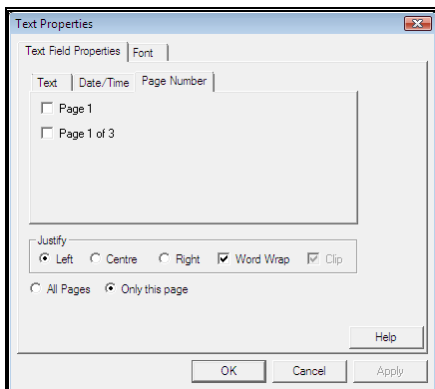 Text Properties
Text Field Properties Font
Text Date/Time Page Number
Page 1
Page 1 of 3
Justify
Left Centre Right Word Wrap Clip
All Pages Only this page
Help
OK Cancel Apply